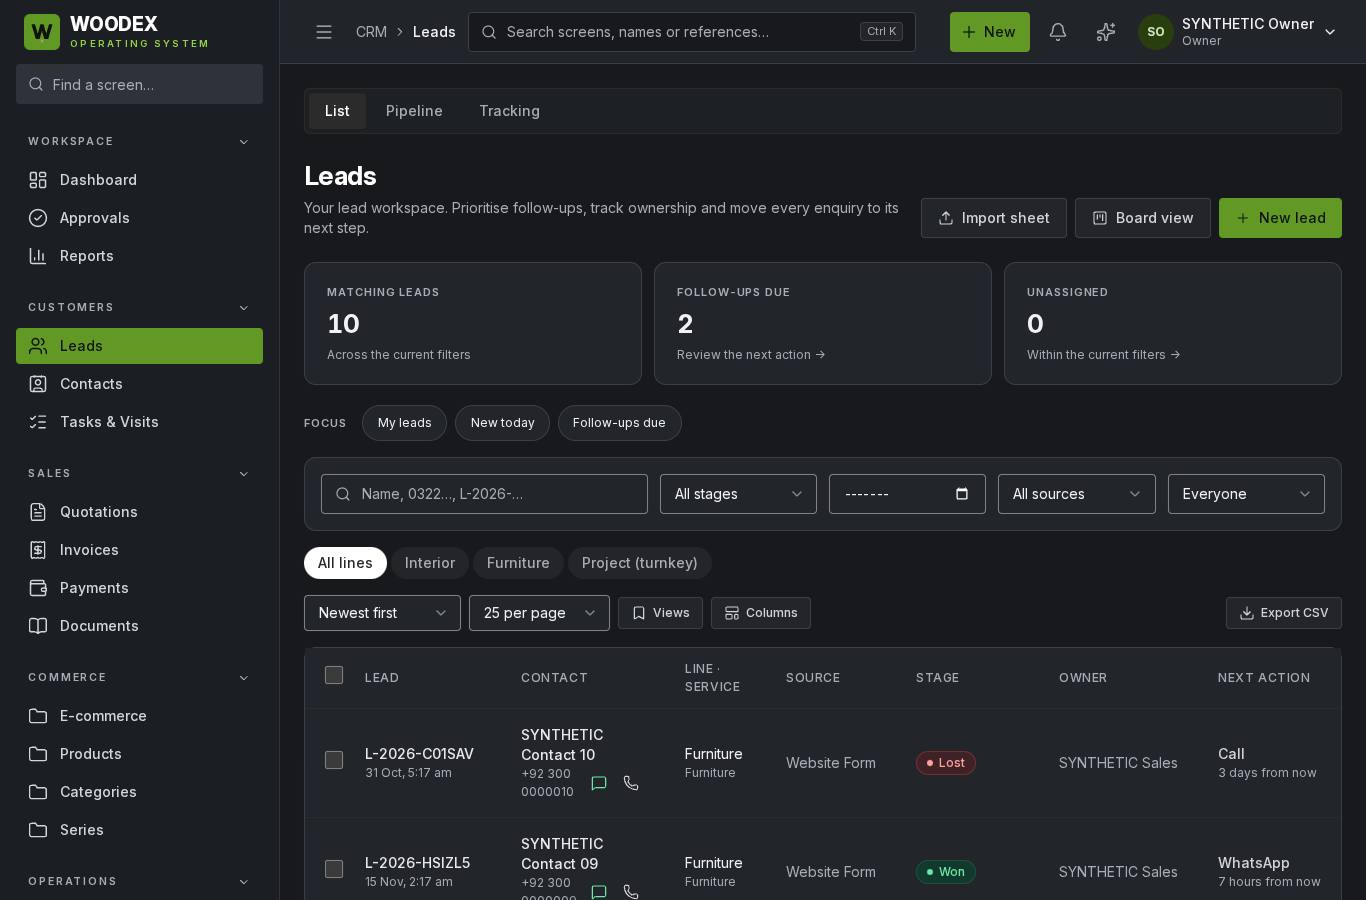 W
WOODEX
OPERATING SYSTEM
Find a screen...
WORKSPACE
Dashboard
Approvals
Reports
CUSTOMERS
Leads
Contacts
Tasks & Visits
SALES
Quotations
Invoices
Payments
Documents
COMMERCE
E-commerce
Products
Categories
Series
OPERATIONS
CRM > Leads
Search screens, names or references...
Ctrl K
New
SO
SYNTHETIC Owner
Owner
List
Pipeline
Tracking
Leads
Your lead workspace. Prioritise follow-ups, track ownership and move every enquiry to its
next step.
Import sheet
Board view
New lead
MATCHING LEADS
10
Across the current filters
FOLLOW-UPS DUE
2
Review the next action →
UNASSIGNED
0
Within the current filters →
FOCUS
My leads
New today
Follow-ups due
Name, 0322..., L-2026-...
All stages
-------
All sources
Everyone
All lines
Interior
Furniture
Project (turnkey)
Newest first
25 per page
Views
Columns
Export CSV
LEAD
CONTACT
LINE ·
SERVICE
SOURCE
STAGE
OWNER
NEXT ACTION
L-2026-C01SAV
31 Oct, 5:17 am
SYNTHETIC
Contact 10
+92 300
0000010
Furniture
Furniture
Website Form
Lost
SYNTHETIC Sales
Call
3 days from now
L-2026-HSIZL5
15 Nov, 2:17 am
SYNTHETIC
Contact 09
+92 300
0000009
Furniture
Furniture
Website Form
Won
SYNTHETIC Sales
WhatsApp
7 hours from now